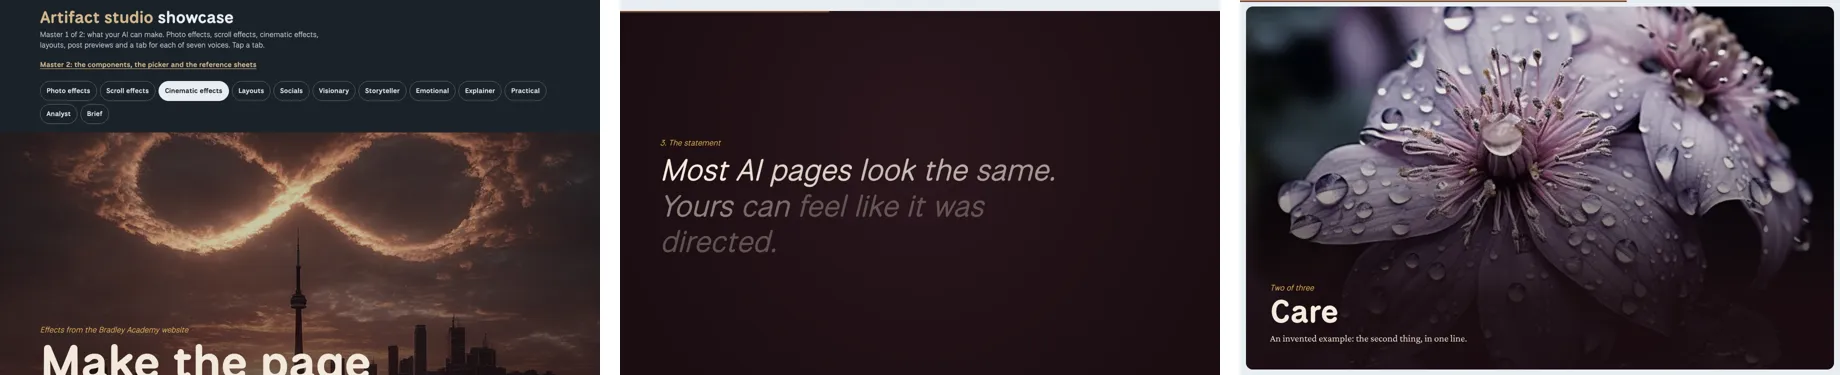 Artifact studio showcase
Master 1 of 2: what your AI can make. Photo effects, scroll effects, cinematic effects,
layouts, post previews and a tab for each of seven voices. Tap a tab.
Master 2: the components, the picker and the reference sheets
Photo effects
Scroll effects
Cinematic effects
Layouts
Socials
Visionary
Storyteller
Emotional
Explainer
Practical
Analyst
Brief
Effects from the Bradley Academy website
Make the page
3. The statement
Most AI pages look the same.
Yours can feel like it was
directed.
Two of three
Care
An invented example: the second thing, in one line.